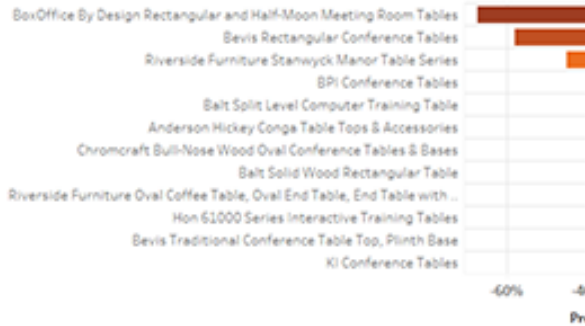 BoxOffice By Design Rectangular and Half-Moon Meeting Room Tables
Bevis Rectangular Conference Tables
Riverside Furniture Stanwyck Manor Table Series
BPI Conference Tables
Balt Split Level Computer Training Table
Anderson Hickey Conga Table Tops & Accessories
Chromcraft Bull-Nose Wood Oval Conference Tables & Bases
Balt Solid Wood Rectangular Table
Riverside Furniture Oval Coffee Table, Oval End Table, End Table with ..
Hon 61000 Series Interactive Training Tables
Bevis Traditional Conference Table Top, Plinth Base
KI Conference Tables
-60% -4
Pr